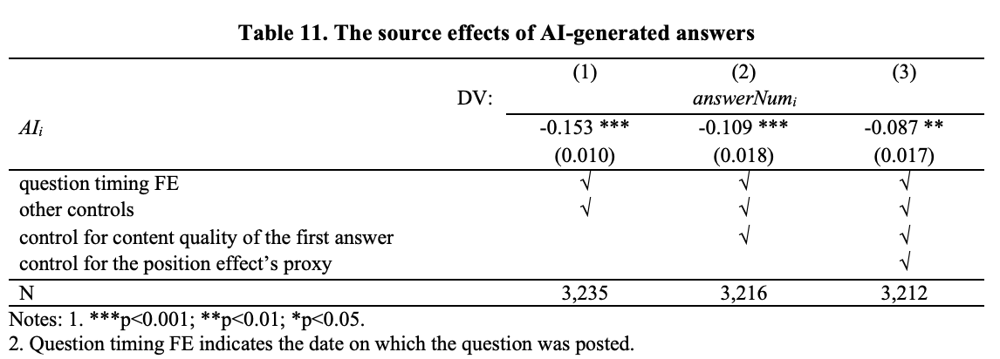 Table 11. The source effects of AI-generated answers
(1) (2) (3)
DV: answerNumᵢ
AIᵢ -0.153 *** -0.109 *** -0.087 **
(0.010) (0.018) (0.017)
question timing FE √ √ √
other controls √ √ √
control for content quality of the first answer √ √
control for the position effect’s proxy √
N 3,235 3,216 3,212
Notes: 1. ***p<0.001; **p<0.01; *p<0.05.
2. Question timing FE indicates the date on which the question was posted.